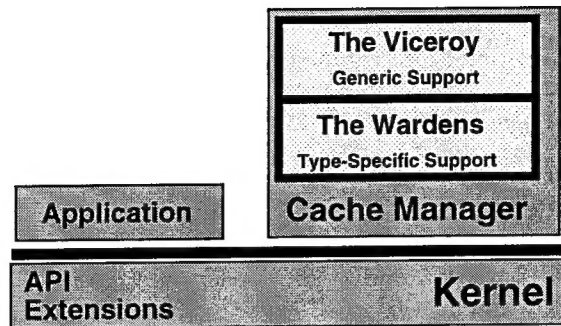 The Viceroy
Generic Support
The Wardens
Type-Specific Support
Application
Cache Manager
API
Extensions
Kernel